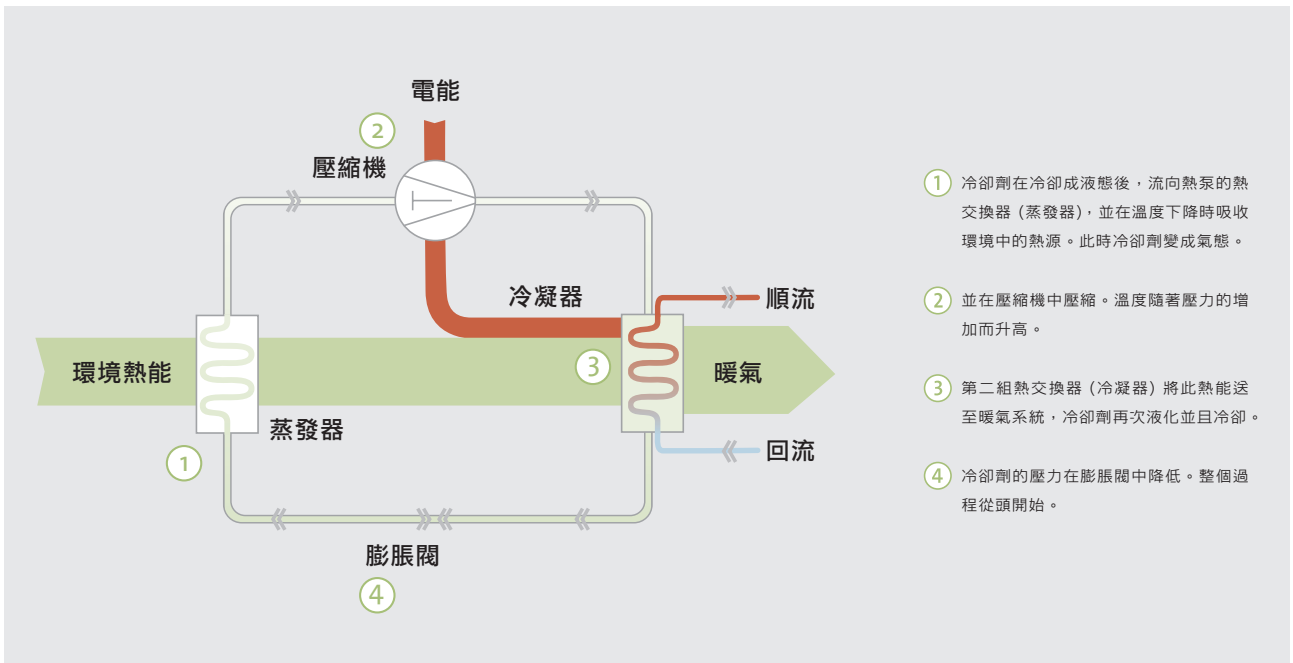 電能
2
壓縮機
冷凝器
順流
環境熱能
3
暖氣
蒸發器
1
回流
膨脹閥
4
1 冷卻劑在冷卻成液態後，流向熱泵的熱
交換器 (蒸發器)，並在溫度下降時吸收
環境中的熱源。此時冷卻劑變成氣態。
2 並在壓縮機中壓縮。溫度隨著壓力的增
加而升高。
3 第二組熱交換器 (冷凝器) 將此熱能送
至暖氣系統，冷卻劑再次液化並且冷卻。
4 冷卻劑的壓力在膨脹閥中降低。整個過
程從頭開始。